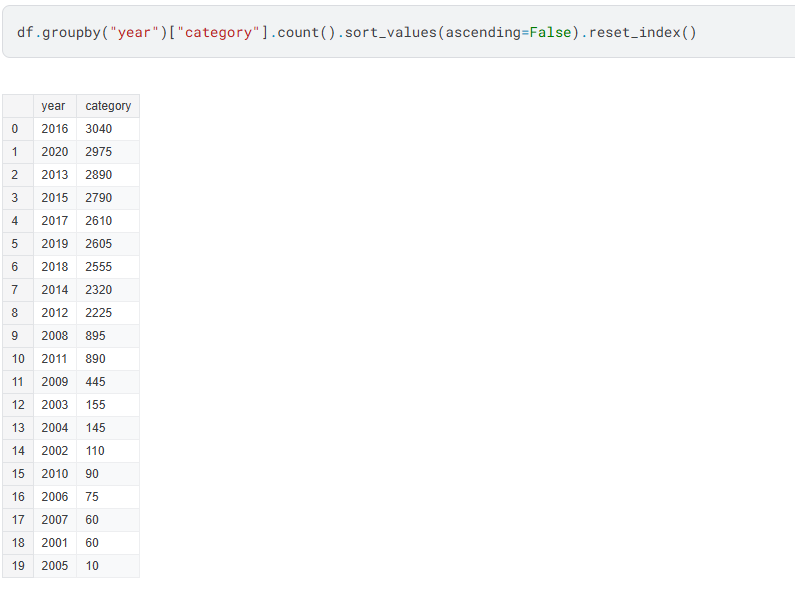 df.groupby("year")["category"].count().sort_values(ascending=False).reset_index()
year category
0 2016 3040
1 2020 2975
2 2013 2890
3 2015 2790
4 2017 2610
5 2019 2605
6 2018 2555
7 2014 2320
8 2012 2225
9 2008 895
10 2011 890
11 2009 445
12 2003 155
13 2004 145
14 2002 110
15 2010 90
16 2006 75
17 2007 60
18 2001 60
19 2005 10